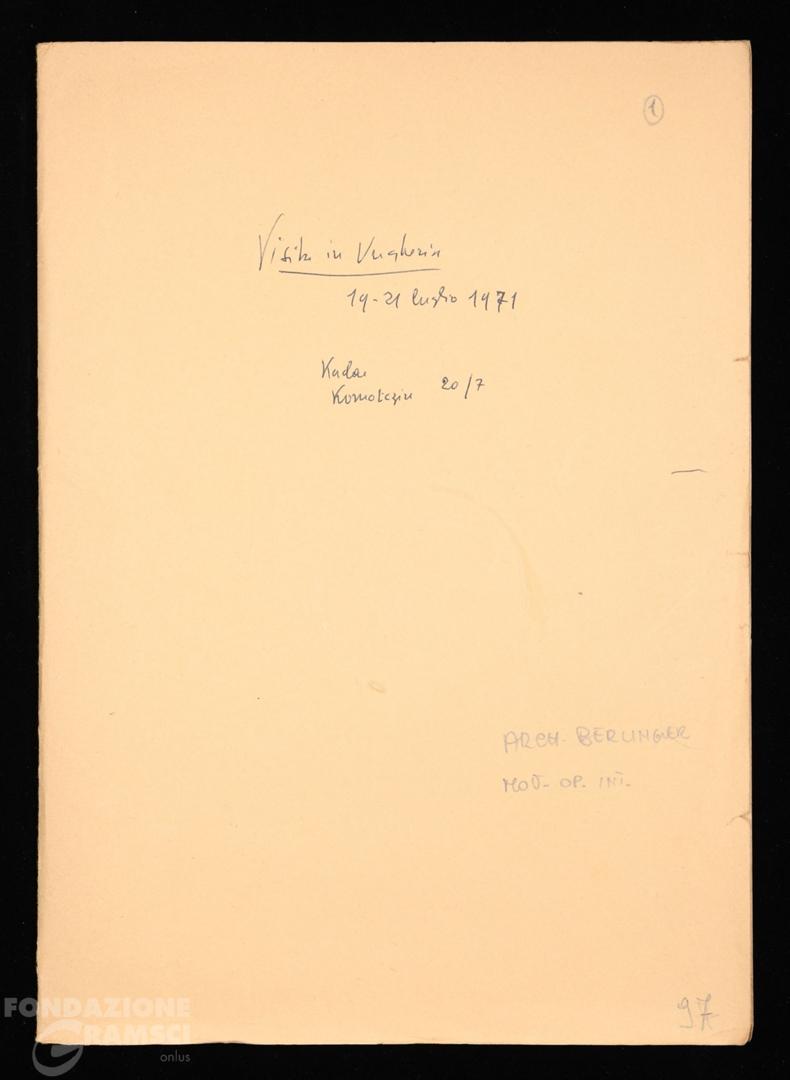 1
Visita in Ungheria
19-21 luglio 1971
Kadar
20/7
ARCH. BERLINGUER
MOV. OP. INT.
97
FONDAZIONE
GRAMSCI
onlus